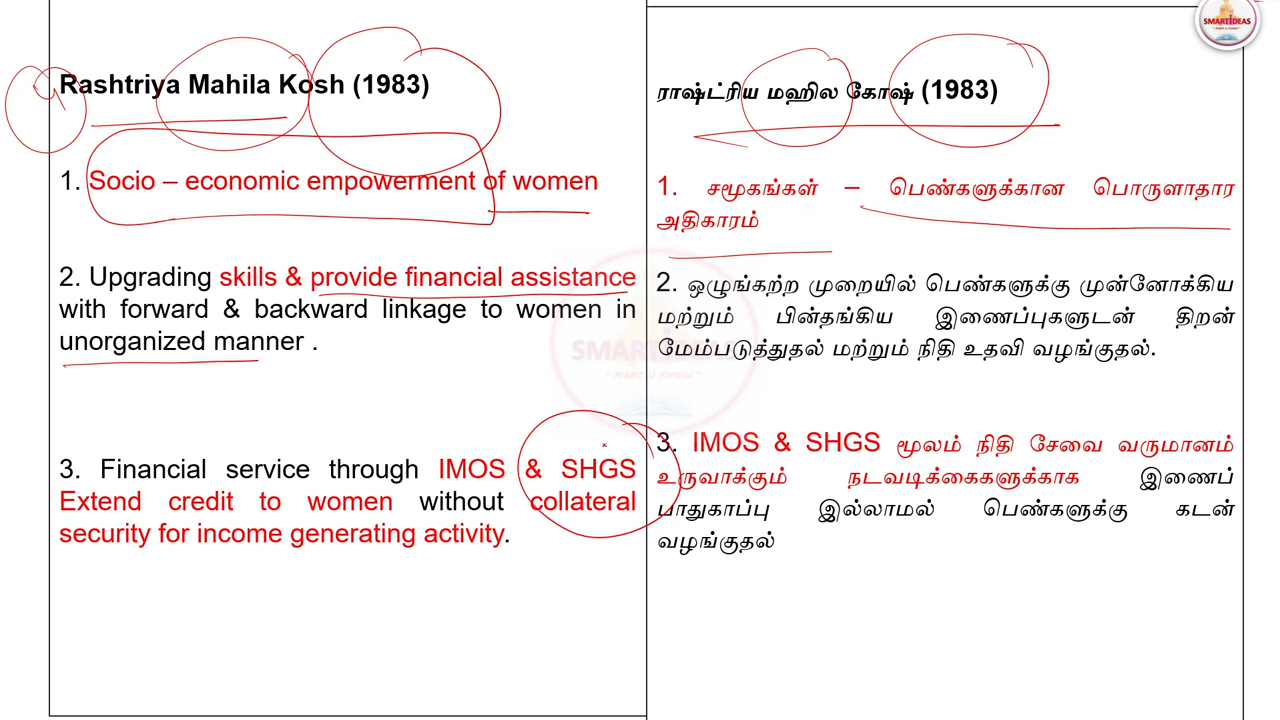 SMARTIDEAS
Rashtriya Mahila Kosh (1983)
1. Socio – economic empowerment of women
2. Upgrading skills & provide financial assistance
with forward & backward linkage to women in
unorganized manner .
3. Financial service through IMOS & SHGS
Extend credit to women without collateral
security for income generating activity.
ராஷ்ட்ரிய மஹில கோஷ் (1983)
1. சமூகங்கள் – பெண்களுக்கான பொருளாதார
அதிகாரம்
2. ஒழுங்கற்ற முறையில் பெண்களுக்கு முன்னோக்கிய
மற்றும் பின்தங்கிய இணைப்புகளுடன் திறன்
மேம்படுத்துதல் மற்றும் நிதி உதவி வழங்குதல்.
3. IMOS & SHGS மூலம் நிதி சேவை வருமானம்
உருவாக்கும் நடவடிக்கைகளுக்காக இணைப்
பாதுகாப்பு இல்லாமல் பெண்களுக்கு கடன்
வழங்குதல்
SMARTIDEAS